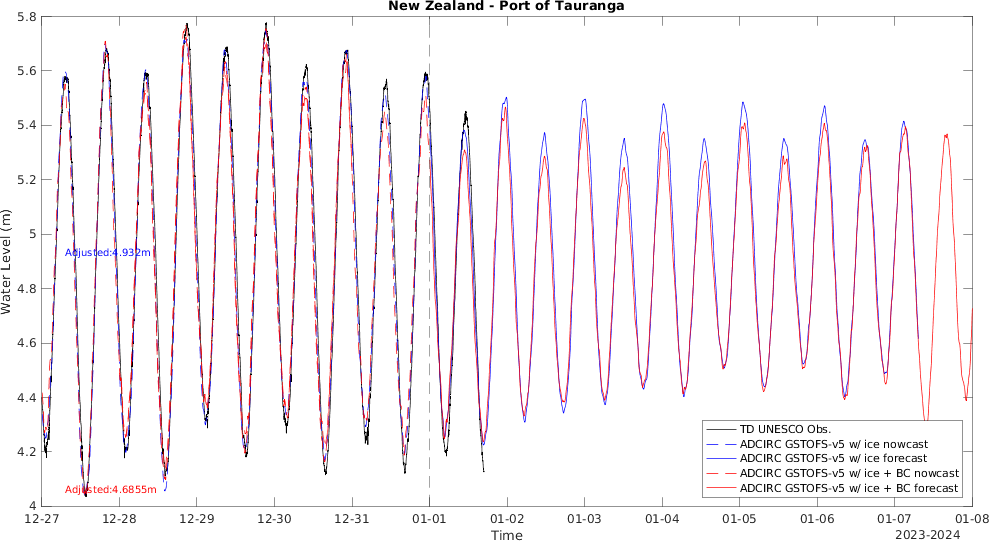 New Zealand - Port of Tauranga
5.8
5.6
5.4
5.2
5
4.8
4.6
4.4
4.2
4
Water Level (m)
Adjusted:4.932m
Adjusted:4.6855m
TD UNESCO Obs.
ADCIRC GSTOFS-v5 w/ ice nowcast
ADCIRC GSTOFS-v5 w/ ice forecast
ADCIRC GSTOFS-v5 w/ ice + BC nowcast
ADCIRC GSTOFS-v5 w/ ice + BC forecast
12-27 12-28 12-29 12-30 12-31 01-01 01-02 01-03 01-04 01-05 01-06 01-07 01-08
Time
2023-2024